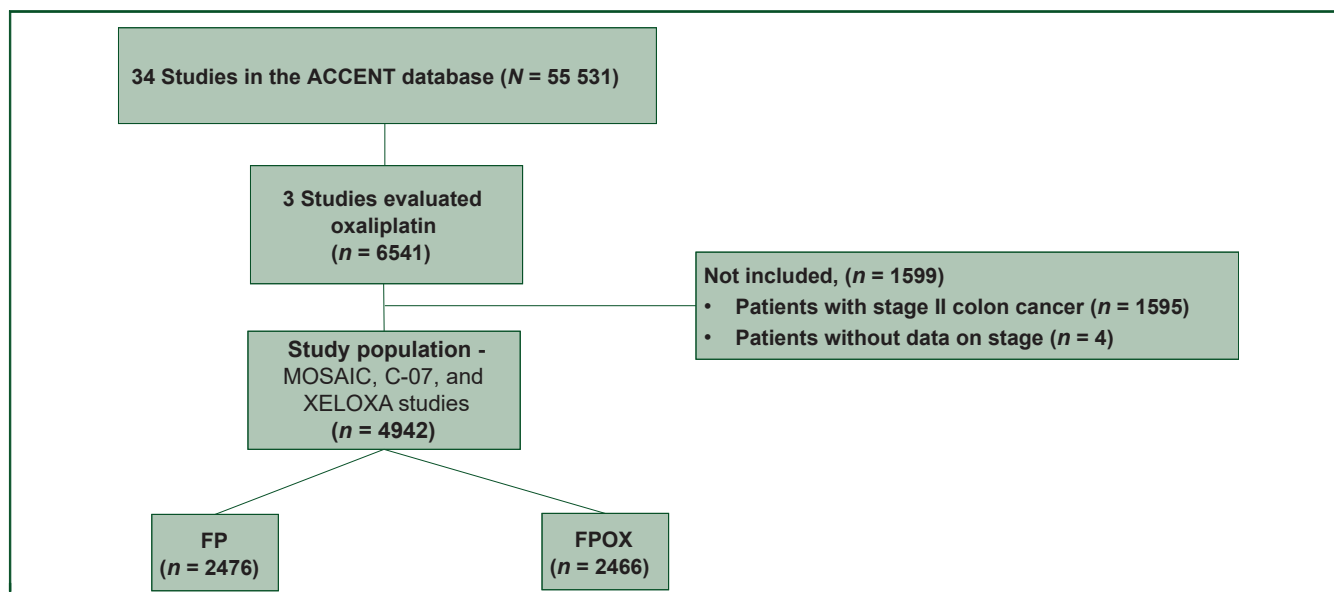 34 Studies in the ACCENT database (N = 55 531)
3 Studies evaluated
oxaliplatin
(n = 6541)
Not included, (n = 1599)
• Patients with stage II colon cancer (n = 1595)
• Patients without data on stage (n = 4)
Study population -
MOSAIC, C-07, and
XELOXA studies
(n = 4942)
FP
(n = 2476)
FPOX
(n = 2466)